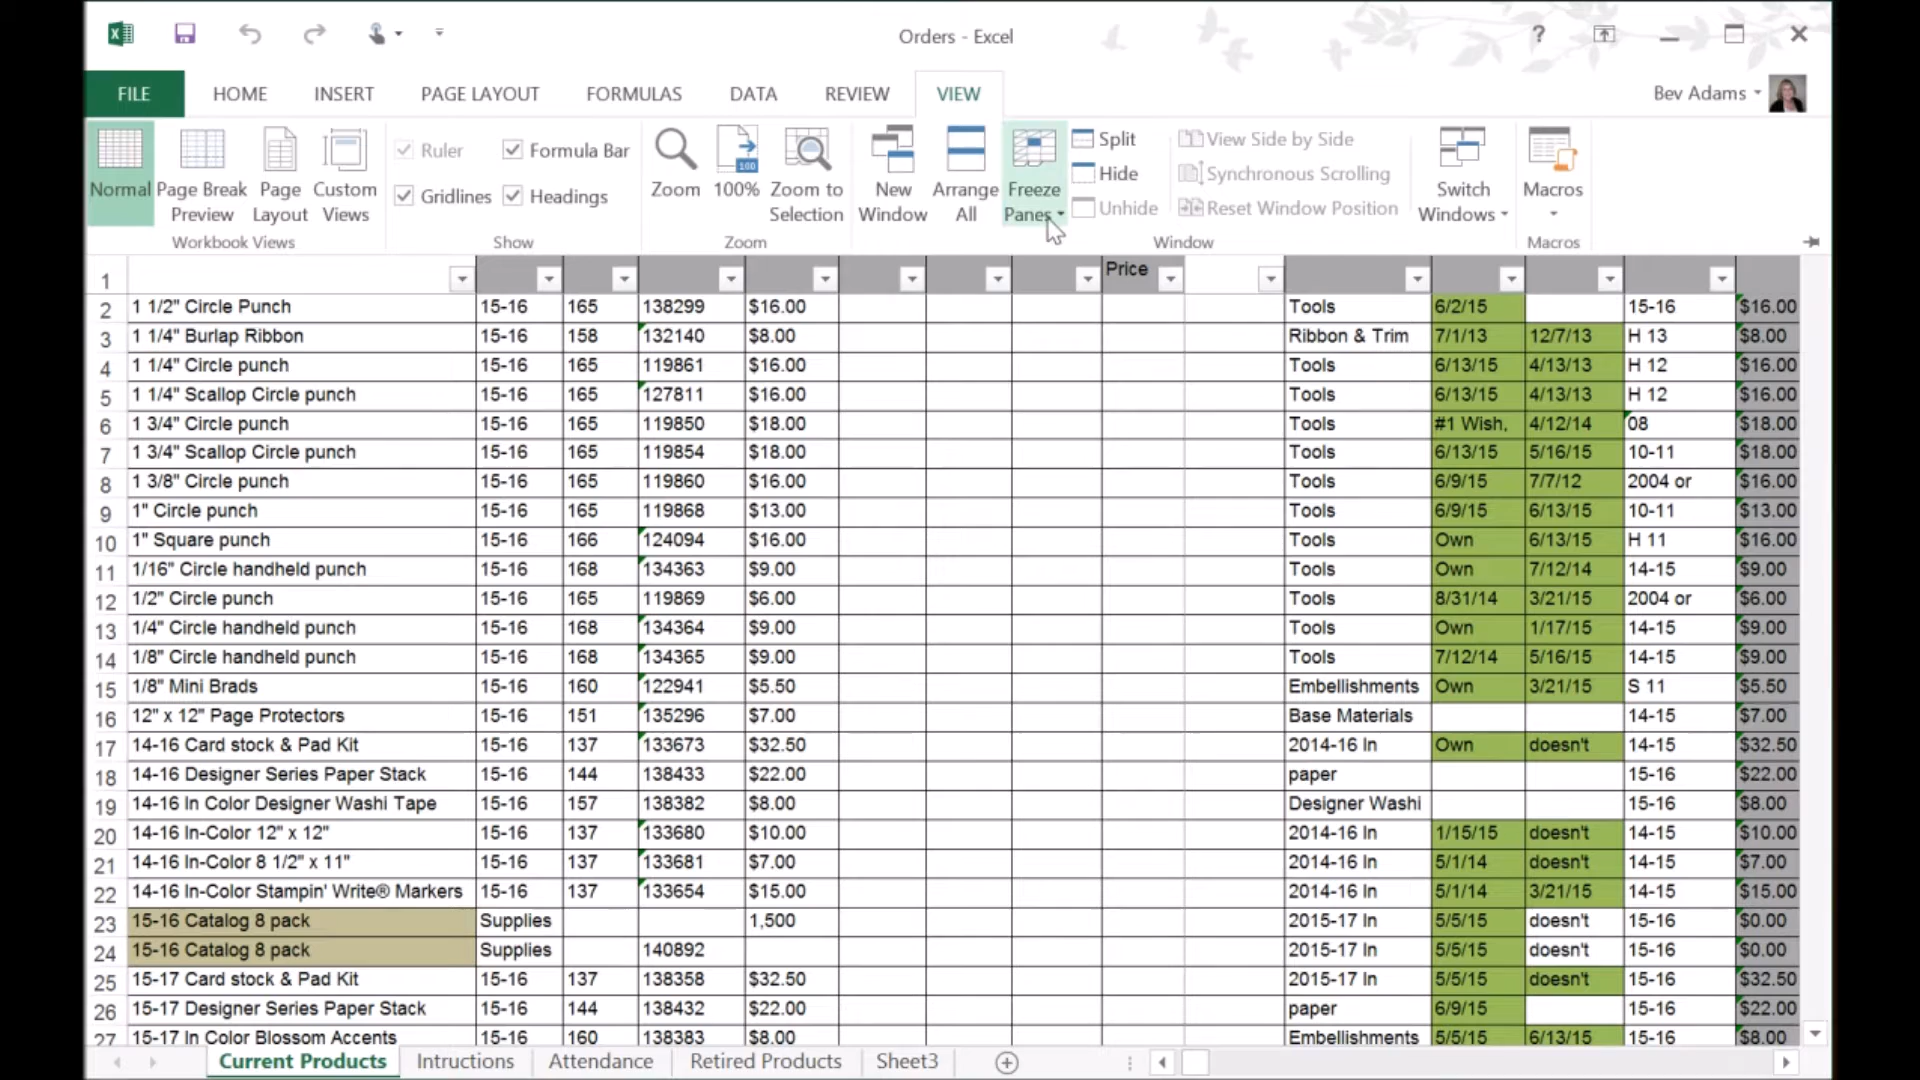 Orders - Excel
?
FILE HOME INSERT PAGE LAYOUT FORMULAS DATA REVIEW VIEW Bev Adams
Normal Page Break Preview Page Layout Custom Views
Workbook Views
Ruler Formula Bar
Gridlines Headings
Show
Zoom 100% Zoom to Selection
100
Zoom
New Window Arrange All Freeze Panes
Split
Hide
Unhide
View Side by Side
Synchronous Scrolling
Reset Window Position
Switch Windows
Window
Macros
Macros
1 Price
2 1 1/2" Circle Punch 15-16 165 138299 $16.00 Tools 6/2/15 15-16 $16.00
3 1 1/4" Burlap Ribbon 15-16 158 132140 $8.00 Ribbon & Trim 7/1/13 12/7/13 H 13 $8.00
4 1 1/4" Circle punch 15-16 165 119861 $16.00 Tools 6/13/15 4/13/13 H 12 $16.00
5 1 1/4" Scallop Circle punch 15-16 165 127811 $16.00 Tools 6/13/15 4/13/13 H 12 $16.00
6 1 3/4" Circle punch 15-16 165 119850 $18.00 Tools #1 Wish, 4/12/14 08 $18.00
7 1 3/4" Scallop Circle punch 15-16 165 119854 $18.00 Tools 6/13/15 5/16/15 10-11 $18.00
8 1 3/8" Circle punch 15-16 165 119860 $16.00 Tools 6/9/15 7/7/12 2004 or $16.00
9 1" Circle punch 15-16 165 119868 $13.00 Tools 6/9/15 6/13/15 10-11 $13.00
10 1" Square punch 15-16 166 124094 $16.00 Tools Own 6/13/15 H 11 $16.00
11 1/16" Circle handheld punch 15-16 168 134363 $9.00 Tools Own 7/12/14 14-15 $9.00
12 1/2" Circle punch 15-16 165 119869 $6.00 Tools 8/31/14 3/21/15 2004 or $6.00
13 1/4" Circle handheld punch 15-16 168 134364 $9.00 Tools Own 1/17/15 14-15 $9.00
14 1/8" Circle handheld punch 15-16 168 134365 $9.00 Tools 7/12/14 5/16/15 14-15 $9.00
15 1/8" Mini Brads 15-16 160 122941 $5.50 Embellishments Own 3/21/15 S 11 $5.50
16 12" x 12" Page Protectors 15-16 151 135296 $7.00 Base Materials 14-15 $7.00
17 14-16 Card stock & Pad Kit 15-16 137 133673 $32.50 2014-16 In Own doesn't 14-15 $32.50
18 14-16 Designer Series Paper Stack 15-16 144 138433 $22.00 paper 15-16 $22.00
19 14-16 In Color Designer Washi Tape 15-16 157 138382 $8.00 Designer Washi 15-16 $8.00
20 14-16 In-Color 12" x 12" 15-16 137 133680 $10.00 2014-16 In 1/15/15 doesn't 14-15 $10.00
21 14-16 In-Color 8 1/2" x 11" 15-16 137 133681 $7.00 2014-16 In 5/1/14 doesn't 14-15 $7.00
22 14-16 In-Color Stampin' Write® Markers 15-16 137 133654 $15.00 2014-16 In 5/1/14 3/21/15 14-15 $15.00
23 15-16 Catalog 8 pack Supplies 1,500 2015-17 In 5/5/15 doesn't 15-16 $0.00
24 15-16 Catalog 8 pack Supplies 140892 2015-17 In 5/5/15 doesn't 15-16 $0.00
25 15-17 Card stock & Pad Kit 15-16 137 138358 $32.50 2015-17 In 5/5/15 doesn't 15-16 $32.50
26 15-17 Designer Series Paper Stack 15-16 144 138432 $22.00 paper 6/9/15 15-16 $22.00
27 15-17 In Color Blossom Accents 15-16 160 138383 $8.00 Embellishments 5/5/15 6/13/15 15-16 $8.00
Current Products Intructions Attendance Retired Products Sheet3